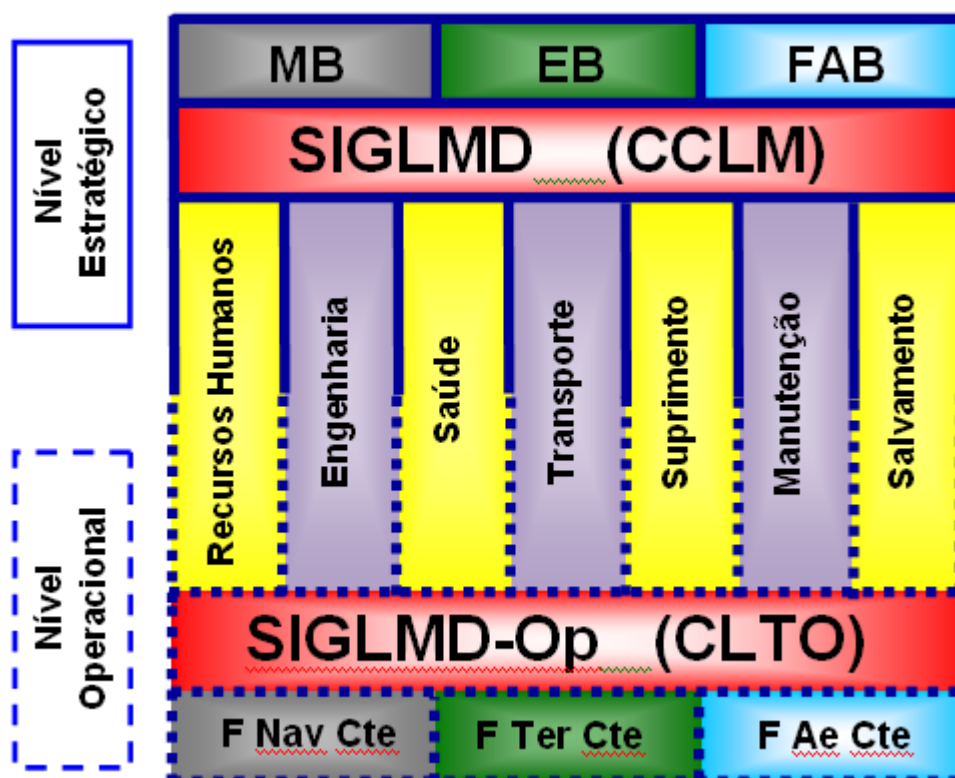 MB
EB
FAB
SIGLMD (CCLM)
Nível
Estratégico
Recursos Humanos
Engenharia
Saúde
Transporte
Suprimento
Manutenção
Salvamento
Nível
Operacional
SIGLMD-Op (CLTO)
F Nav Cte
F Ter Cte
F Ae Cte